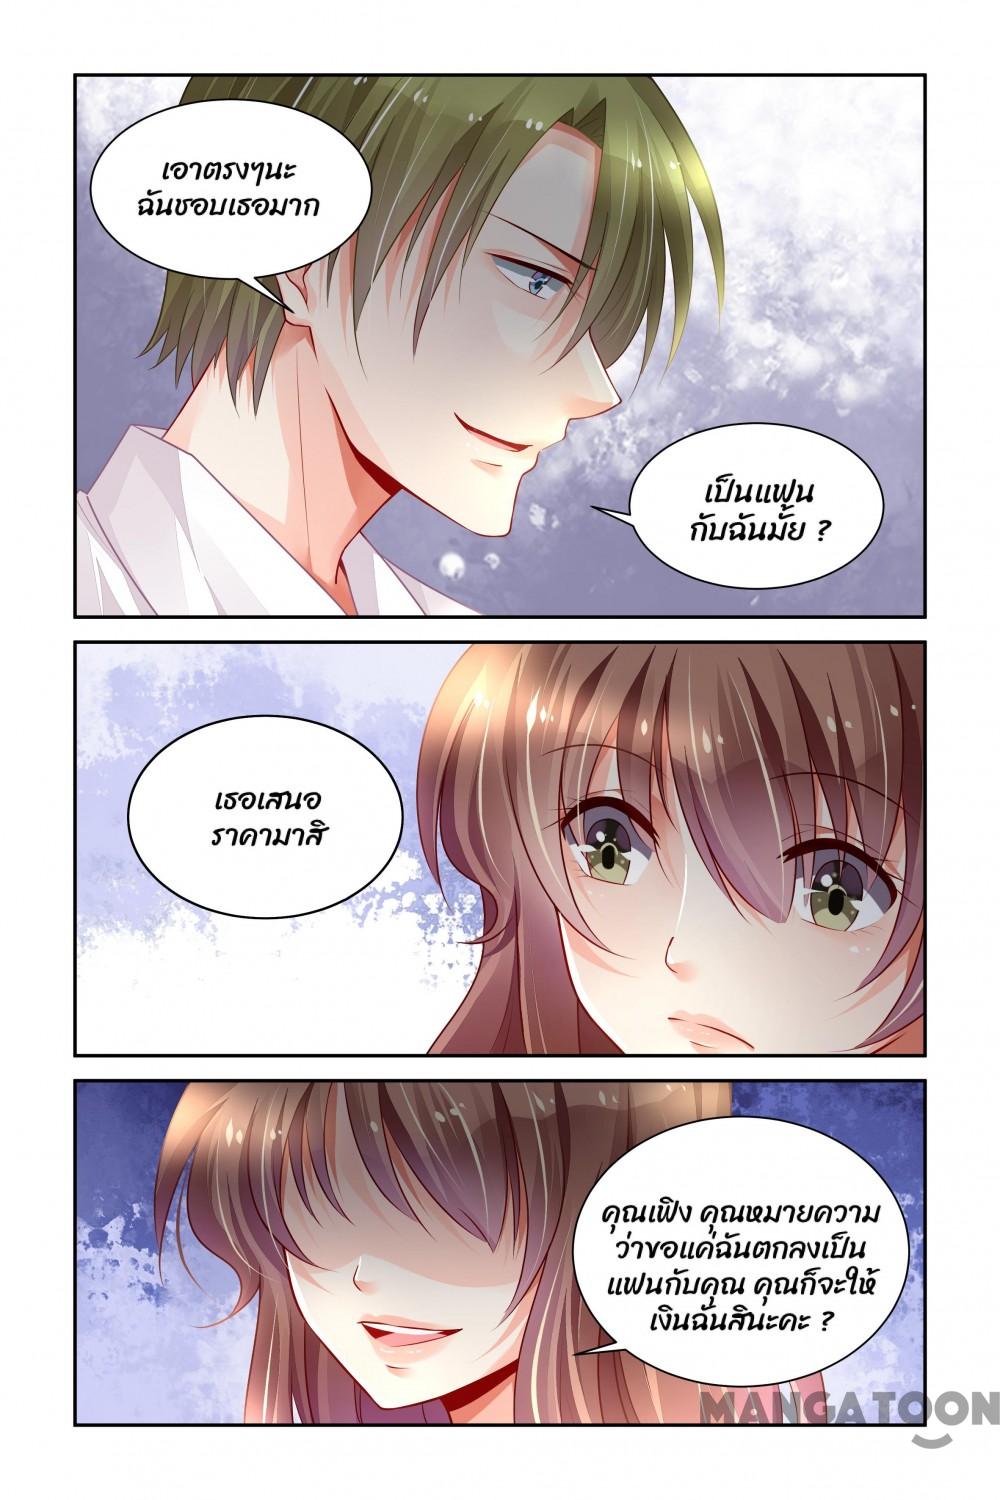 เอาตรงๆนะ
ฉันชอบเธอมาก
เป็นแฟน
กับฉันมั้ย ?
เธอเสนอ
ราคามาสิ
คุณเฟิง คุณหมายความ
ว่าขอแค่ฉันตกลงเป็น
แฟนกับคุณ คุณก็จะให้
เงินฉันสินะคะ ?
MANGATOON